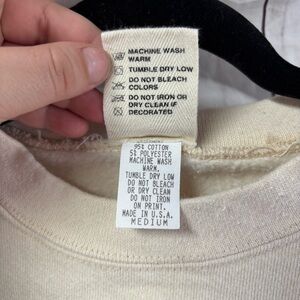 MACHINE WASH
WARM
TUMBLE DRY LOW
DO NOT BLEACH
COLORS
DO NOT IRON OR
DRY CLEAN IF
DECORATED
95% COTTON
5% POLYESTER
MACHINE WASH
WARM.
TUMBLE DRY LOW
DO NOT BLEACH
OR DRY CLEAN
DO NOT IRON
ON PRINT.
MADE IN U.S.A.
MEDIUM